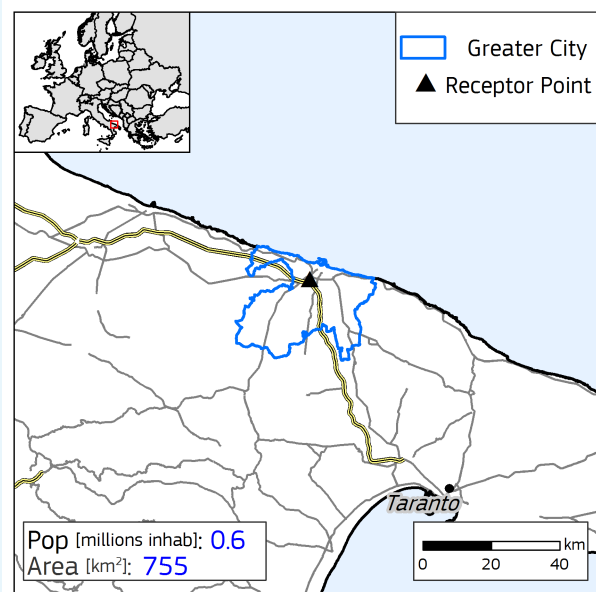 Greater City
Receptor Point
Taranto
Pop [millions inhab]: 0.6
Area [km²]: 755
km
0 20 40